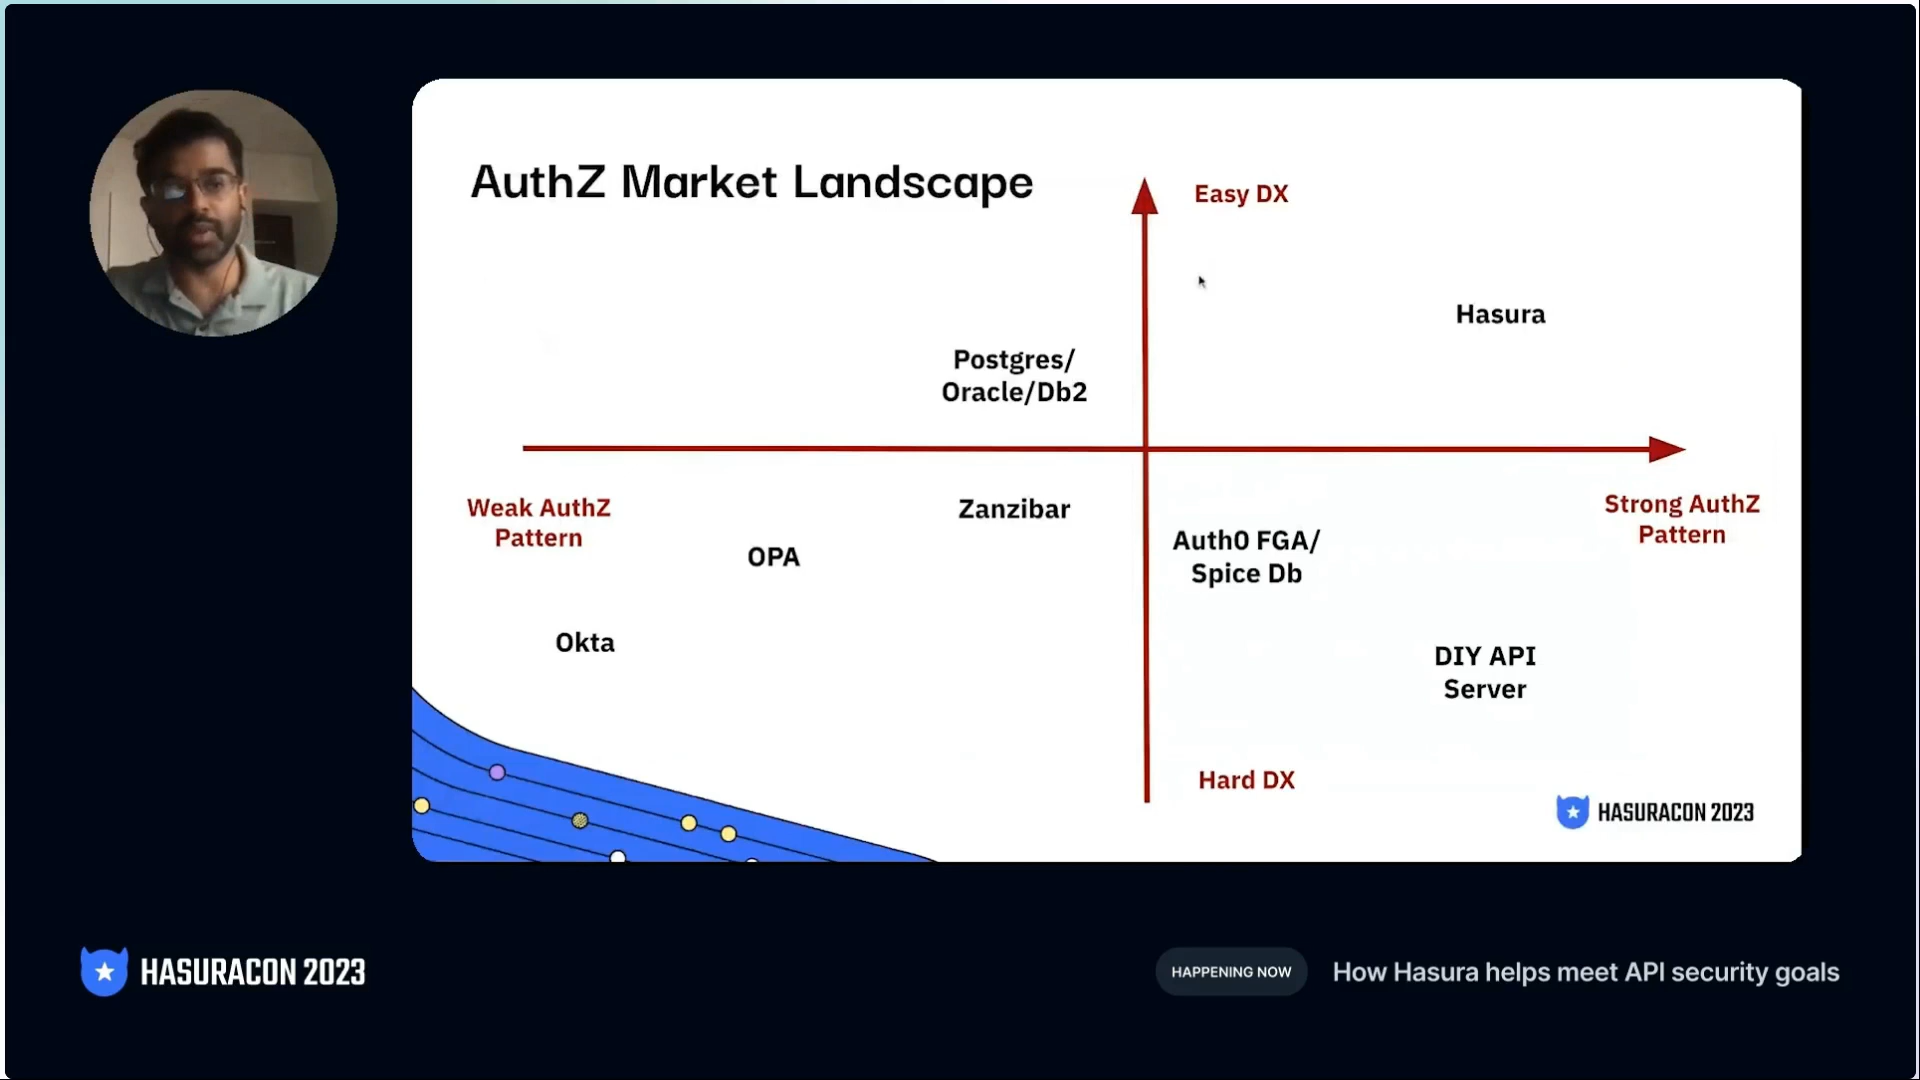 AuthZ Market Landscape
Easy DX
Hasura
Postgres/
Oracle/Db2
Weak AuthZ
Pattern
Zanzibar
Strong AuthZ
Pattern
OPA
Auth0 FGA/
Spice Db
Okta
DIY API
Server
Hard DX
HASURACON 2023
HASURACON 2023
HAPPENING NOW
How Hasura helps meet API security goals